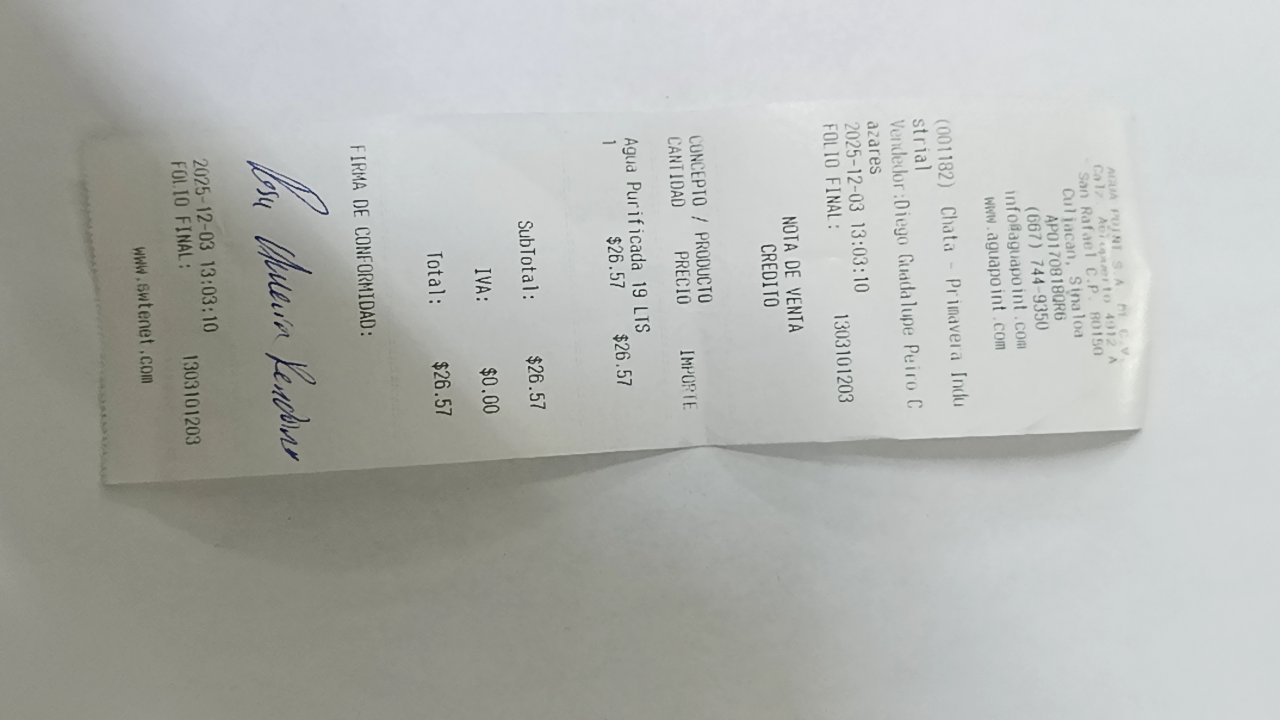 AGUA POINT S.A. M C.V.
Calz Aeropuerto 4912 A
San Rafael C.P. 80150
Culiacan, Sinaloa
APO170818QR6
(667) 744-9350
info@aguapoint.com
www.aguapoint.com
(001182) Chata - Primavera Indu
strial
Vendedor:Diego Guadalupe Peiro C
azares
2025-12-03 13:03:10
FOLIO FINAL: 1303101203
NOTA DE VENTA
CREDITO
CONCEPTO / PRODUCTO
CANTIDAD PRECIO IMPORTE
Agua Purificada 19 LTS
1 $26.57 $26.57
SubTotal: $26.57
IVA: $0.00
Total: $26.57
FIRMA DE CONFORMIDAD:
2025-12-03 13:03:10
FOLIO FINAL: 1303101203
www.swtenet.com